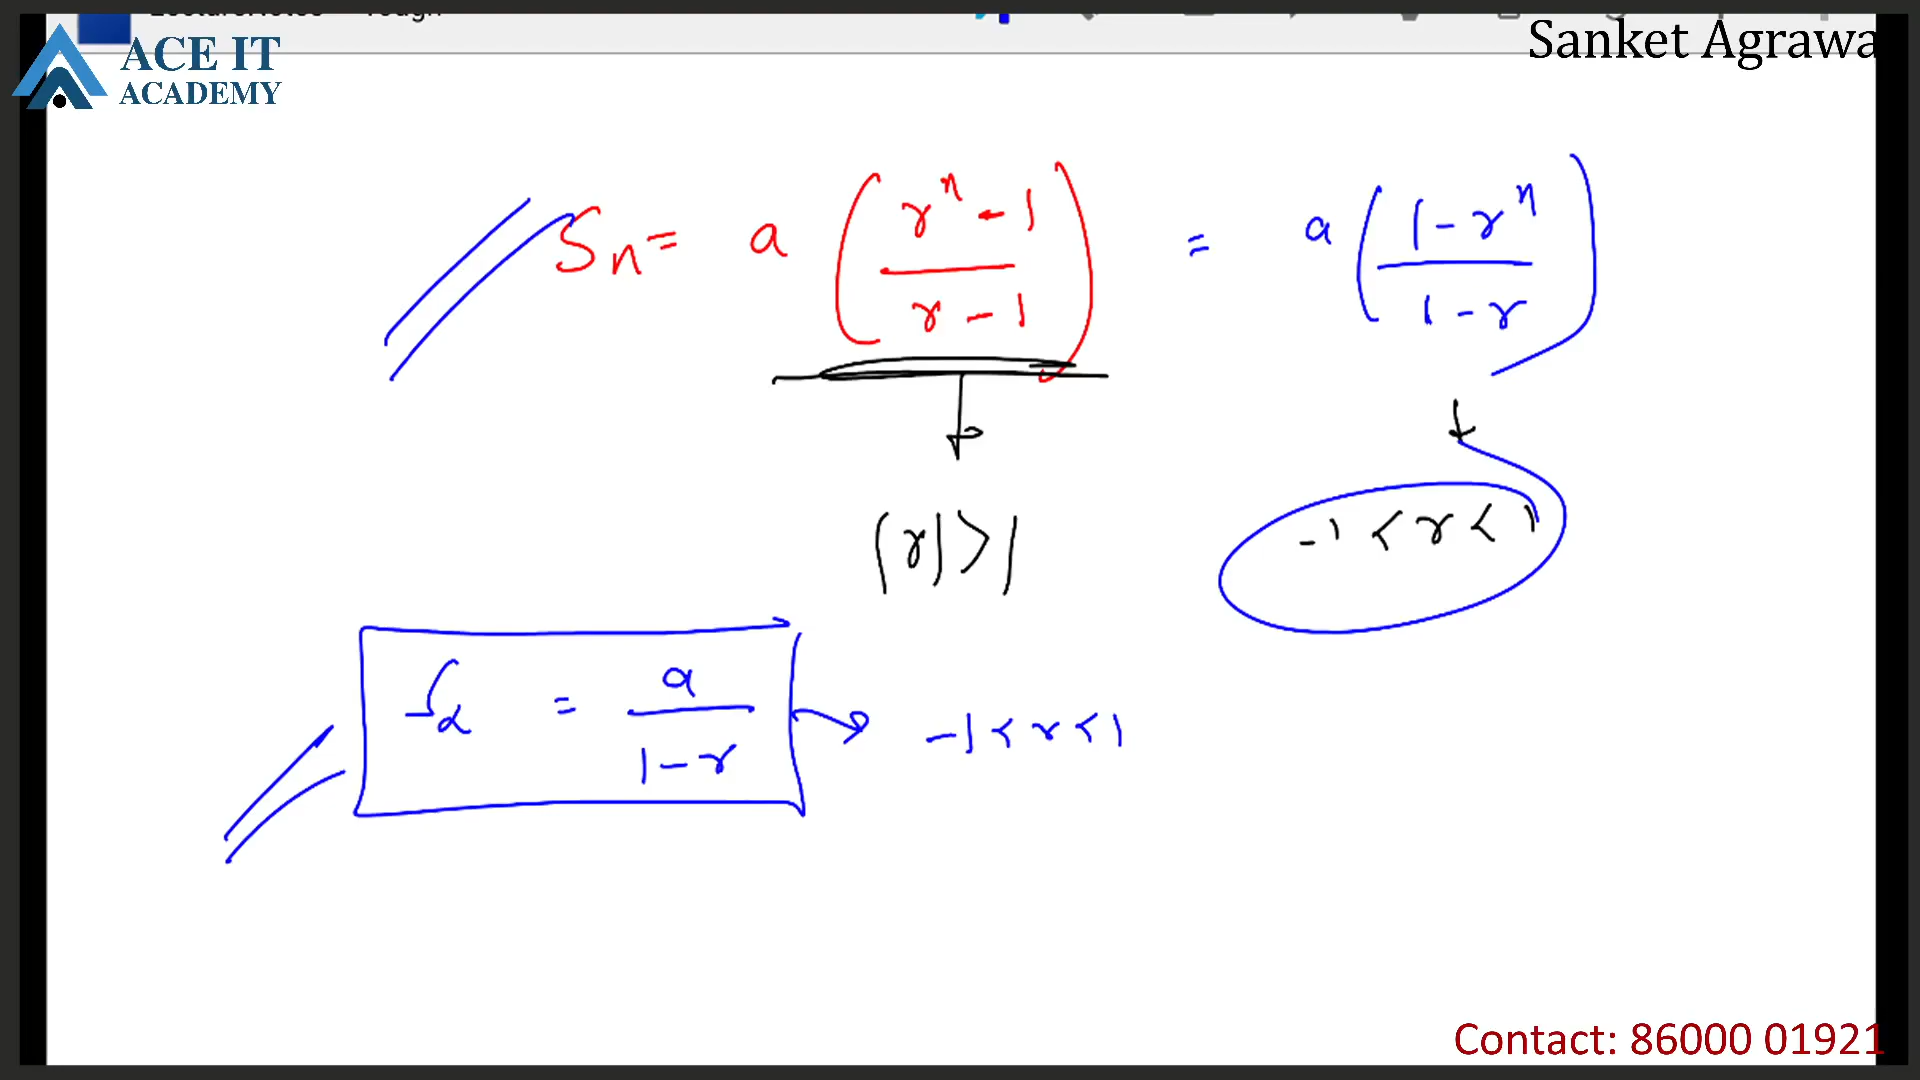 Sanket Agrawa
ACE IT
ACADEMY
Sn = a (r^n - 1 / r - 1) = a (1 - r^n / 1 - r)
|r| > 1
-1 < r < 1
S∝ = a / 1 - r → -1 < r < 1
Contact: 86000 01921